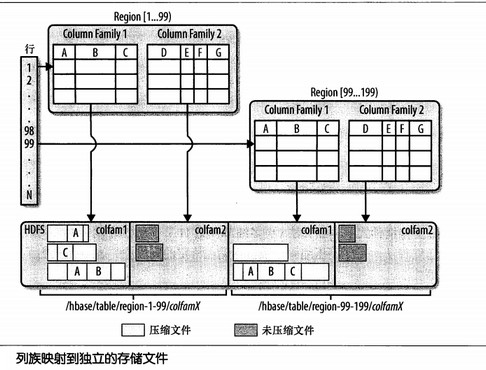 Region [1...99)
Column Family 1 Column Family 2
A B C D E F G
行
1
2
.
.
.
98
99
.
.
.
N
Region [99...199)
Column Family 1 Column Family 2
A B C D E F G
HDFS colfam1 colfam2 colfam1 colfam2
A
C
A B
A B C
/hbase/table/region-1-99/colfamX /hbase/table/region-99-199/colfamX
压缩文件 未压缩文件
列族映射到独立的存储文件